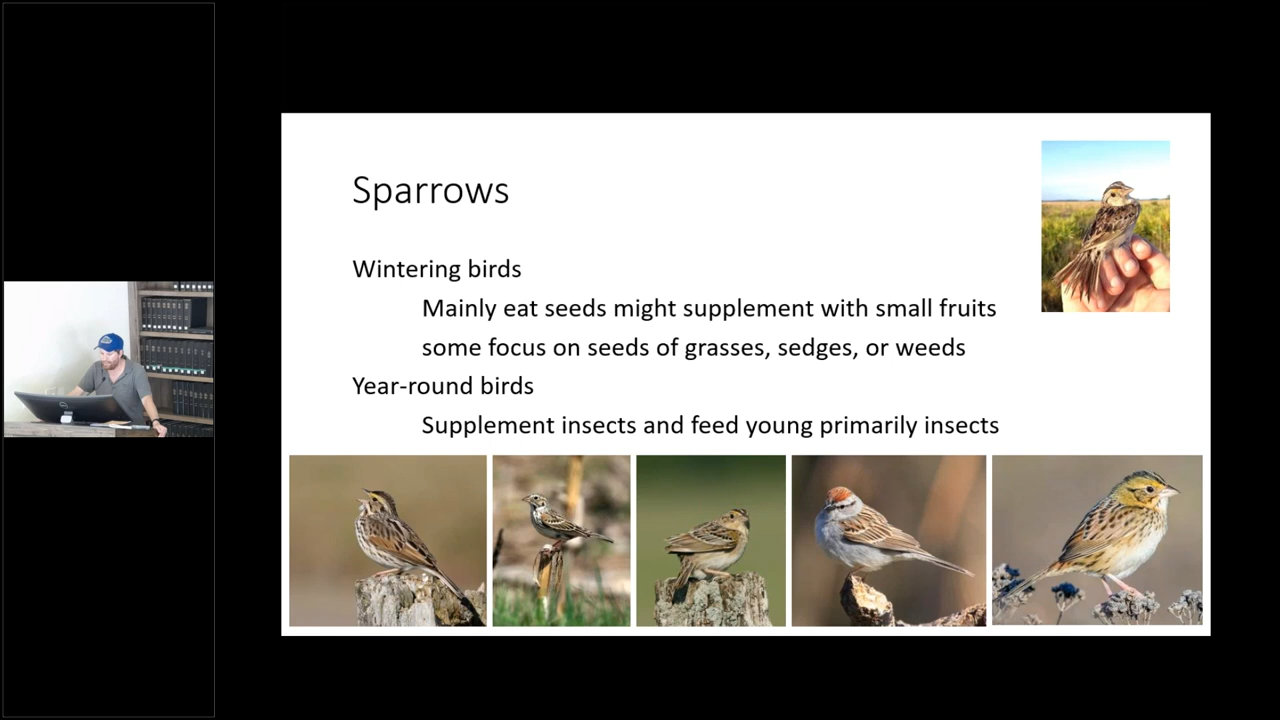 Sparrows
Wintering birds
Mainly eat seeds might supplement with small fruits
some focus on seeds of grasses, sedges, or weeds
Year-round birds
Supplement insects and feed young primarily insects